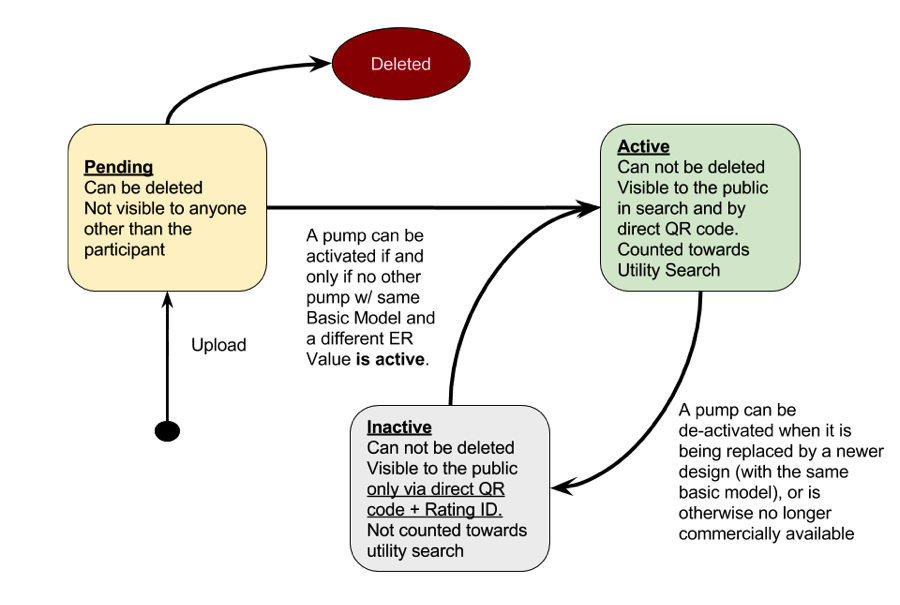 Deleted
Pending
Can be deleted
Not visible to anyone
other than the
participant
Active
Can not be deleted
Visible to the public
in search and by
direct QR code.
Counted towards
Utility Search
A pump can be
activated if and
only if no other
pump w/ same
Basic Model and
a different ER
Value is active.
Upload
Inactive
Can not be deleted
Visible to the public
only via direct QR
code + Rating ID.
Not counted towards
utility search
A pump can be
de-activated when it is
being replaced by a newer
design (with the same
basic model), or is
otherwise no longer
commercially available